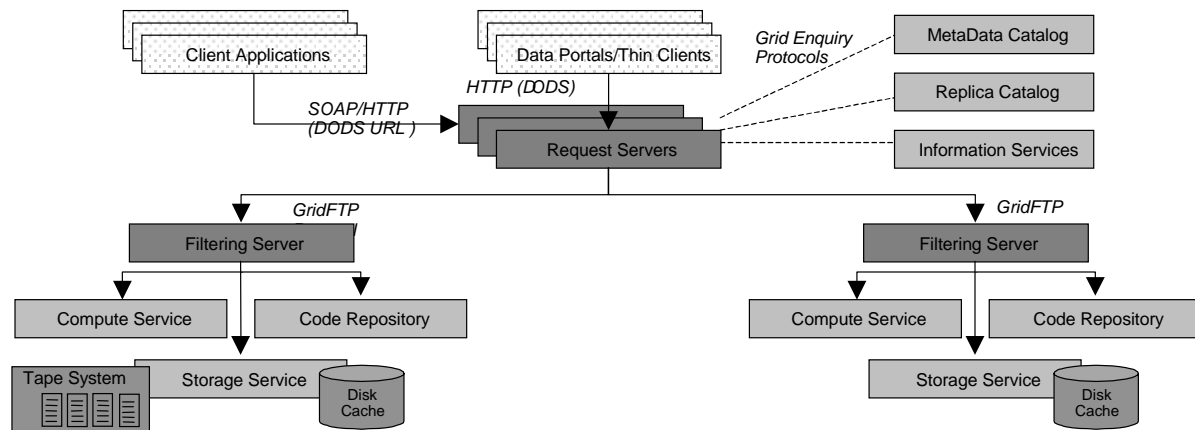 Client Applications
Data Portals/Thin Clients
Grid Enquiry
Protocols
MetaData Catalog
HTTP (DODS)
Replica Catalog
SOAP/HTTP
(DODS URL )
Request Servers
Information Services
GridFTP
GridFTP
Filtering Server
Filtering Server
Compute Service
Code Repository
Compute Service
Code Repository
Tape System
Storage Service
Disk
Cache
Storage Service
Disk
Cache